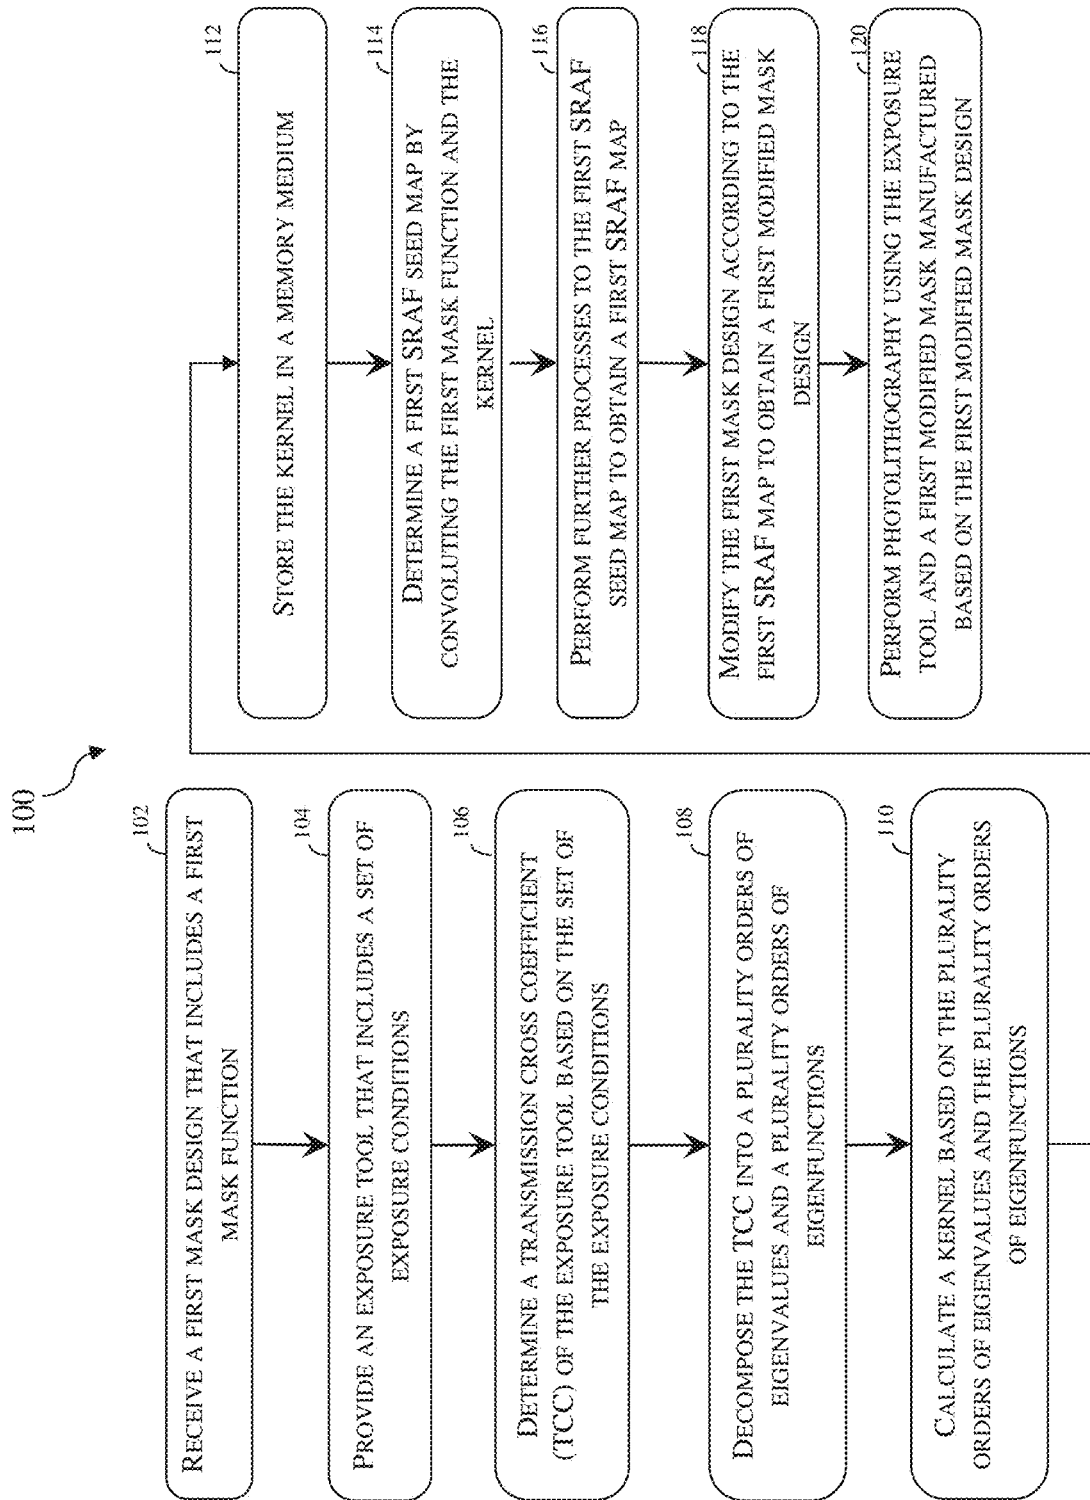 100
102
RECEIVE A FIRST MASK DESIGN THAT INCLUDES A FIRST
MASK FUNCTION
104
PROVIDE AN EXPOSURE TOOL THAT INCLUDES A SET OF
EXPOSURE CONDITIONS
106
DETERMINE A TRANSMISSION CROSS COEFFICIENT
(TCC) OF THE EXPOSURE TOOL BASED ON THE SET OF
THE EXPOSURE CONDITIONS
108
DECOMPOSE THE TCC INTO A PLURALITY ORDERS OF
EIGENVALUES AND A PLURALITY ORDERS OF
EIGENFUNCTIONS
110
CALCULATE A KERNEL BASED ON THE PLURALITY
ORDERS OF EIGENVALUES AND THE PLURALITY ORDERS
OF EIGENFUNCTIONS
112
STORE THE KERNEL IN A MEMORY MEDIUM
114
DETERMINE A FIRST SRAF SEED MAP BY
CONVOLUTING THE FIRST MASK FUNCTION AND THE
KERNEL
116
PERFORM FURTHER PROCESSES TO THE FIRST SRAF
SEED MAP TO OBTAIN A FIRST SRAF MAP
118
MODIFY THE FIRST MASK DESIGN ACCORDING TO THE
FIRST SRAF MAP TO OBTAIN A FIRST MODIFIED MASK
DESIGN
120
PERFORM PHOTOLITHOGRAPHY USING THE EXPOSURE
TOOL AND A FIRST MODIFIED MASK MANUFACTURED
BASED ON THE FIRST MODIFIED MASK DESIGN